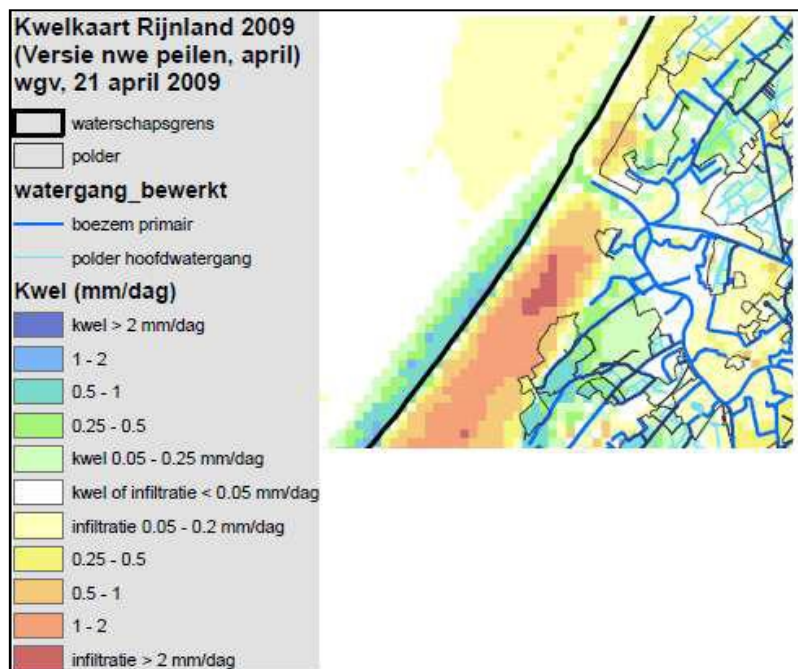 Kwelkaart Rijnland 2009
(Versie nwe peilen, april)
wgv, 21 april 2009
waterschapsgrens
polder
watergang_bewerkt
boezem primair
polder hoofdwatergang
Kwel (mm/dag)
kwel > 2 mm/dag
1 - 2
0.5 - 1
0.25 - 0.5
kwel 0.05 - 0.25 mm/dag
kwel of infiltratie < 0.05 mm/dag
infiltratie 0.05 - 0.2 mm/dag
0.25 - 0.5
0.5 - 1
1 - 2
infiltratie > 2 mm/dag